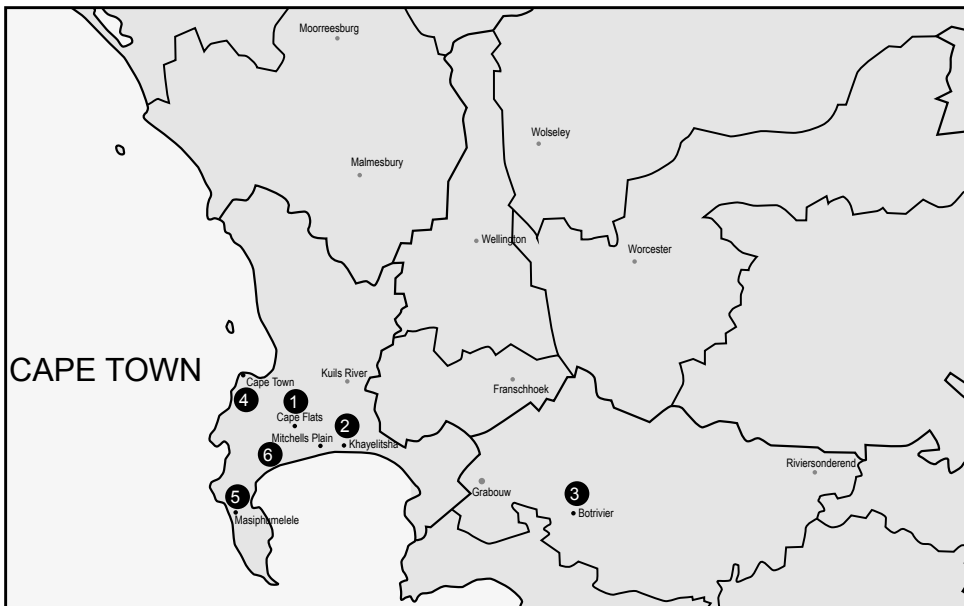 Moorreesburg
Wolseley
Malmesbury
Wellington
Worcester
CAPE TOWN
Kuils River
Cape Town
Franschhoek
4
1
Cape Flats
2
Mitchells Plain
Khayelitsha
6
Riviersonderend
Grabouw
3
5
Botrivier
Masiphumelele